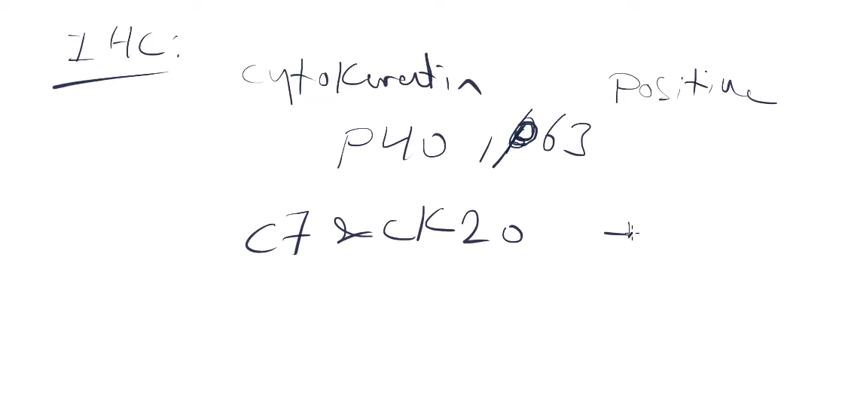 IHC:
Cytokeratin Positive
P40, p63
C7 & CK20 +